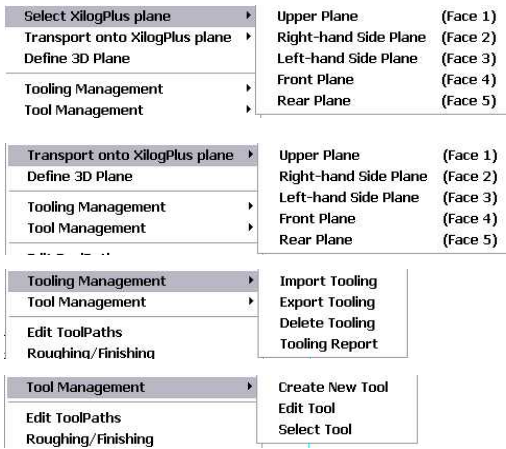 Select XilogPlus plane
Transport onto XilogPlus plane
Define 3D Plane
Tooling Management
Tool Management
Upper Plane (Face 1)
Right-hand Side Plane (Face 2)
Left-hand Side Plane (Face 3)
Front Plane (Face 4)
Rear Plane (Face 5)
Transport onto XilogPlus plane
Define 3D Plane
Tooling Management
Tool Management
Upper Plane (Face 1)
Right-hand Side Plane (Face 2)
Left-hand Side Plane (Face 3)
Front Plane (Face 4)
Rear Plane (Face 5)
Tooling Management
Tool Management
Edit ToolPaths
Roughing/Finishing
Import Tooling
Export Tooling
Delete Tooling
Tooling Report
Tool Management
Edit ToolPaths
Roughing/Finishing
Create New Tool
Edit Tool
Select Tool